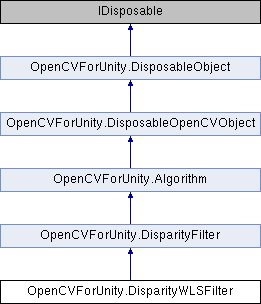 IDisposable
OpenCVForUnity.DisposableObject
OpenCVForUnity.DisposableOpenCVObject
OpenCVForUnity.Algorithm
OpenCVForUnity.DisparityFilter
OpenCVForUnity.DisparityWLSFilter